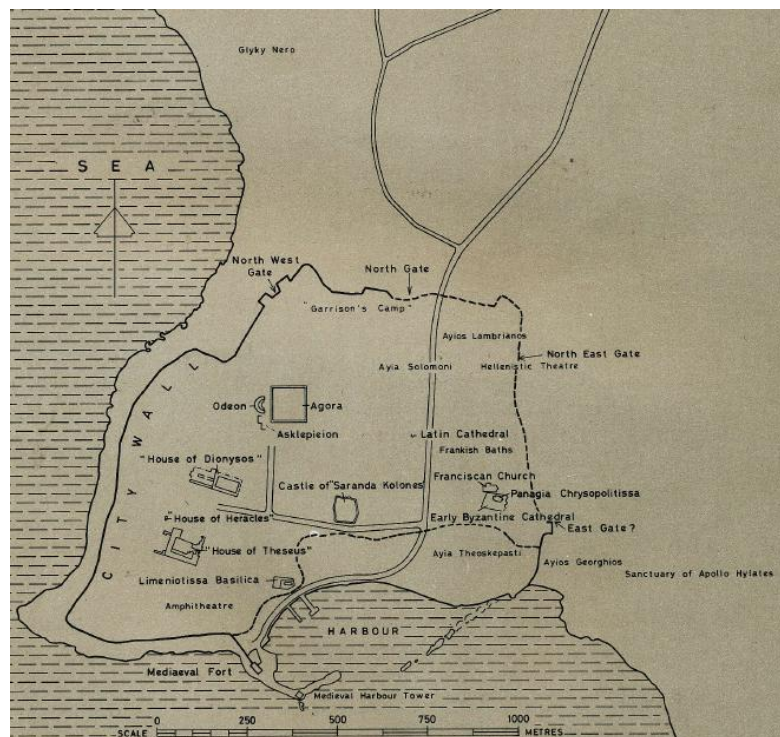 Glyky Nero
S E A
North West
Gate
North Gate
"Garrison's Camp"
Ayios Lambrianos
North East Gate
Ayia Solomoni
Hellenistic Theatre
CITY WALL
Odeon
Agora
Asklepieion
Latin Cathedral
Frankish Baths
"House of Dionysos"
Castle of "Saranda Kolones"
Franciscan Church
Panagia Chrysopolitissa
"House of Heracles"
Early Byzantine Cathedral
East Gate?
"House of Theseus"
Ayia Theoskepasti
Ayios Georghios
Sanctuary of Apollo Hylates
Limeniotissa Basilica
Amphitheatre
HARBOUR
Mediaeval Fort
Medieval Harbour Tower
0 250 500 750 1000
SCALE METRES